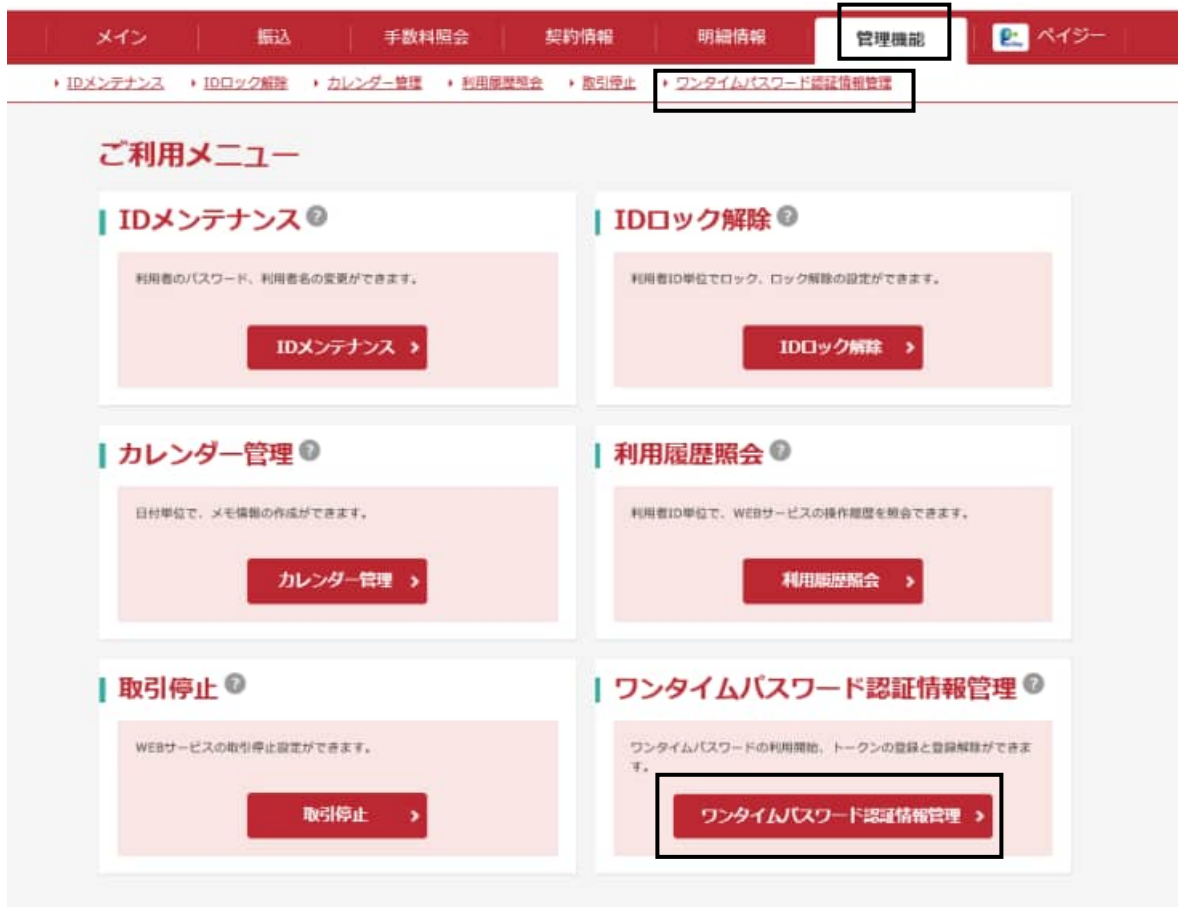 メイン 振込 手数料照会 契約情報 明細情報 管理機能 ペイジー
IDメンテナンス IDロック解除 カレンダー管理 利用履歴照会 取引停止 ワンタイムパスワード認証情報管理
ご利用メニュー
IDメンテナンス ?
利用者のパスワード、利用者名の変更ができます。
IDメンテナンス
IDロック解除 ?
利用者ID単位でロック、ロック解除の設定ができます。
IDロック解除
カレンダー管理 ?
日付単位で、メモ情報の作成ができます。
カレンダー管理
利用履歴照会 ?
利用者ID単位で、WEBサービスの操作履歴を照会できます。
利用履歴照会
取引停止 ?
WEBサービスの取引停止設定ができます。
取引停止
ワンタイムパスワード認証情報管理 ?
ワンタイムパスワードの利用開始、トークンの登録と登録解除ができま
す。
ワンタイムパスワード認証情報管理